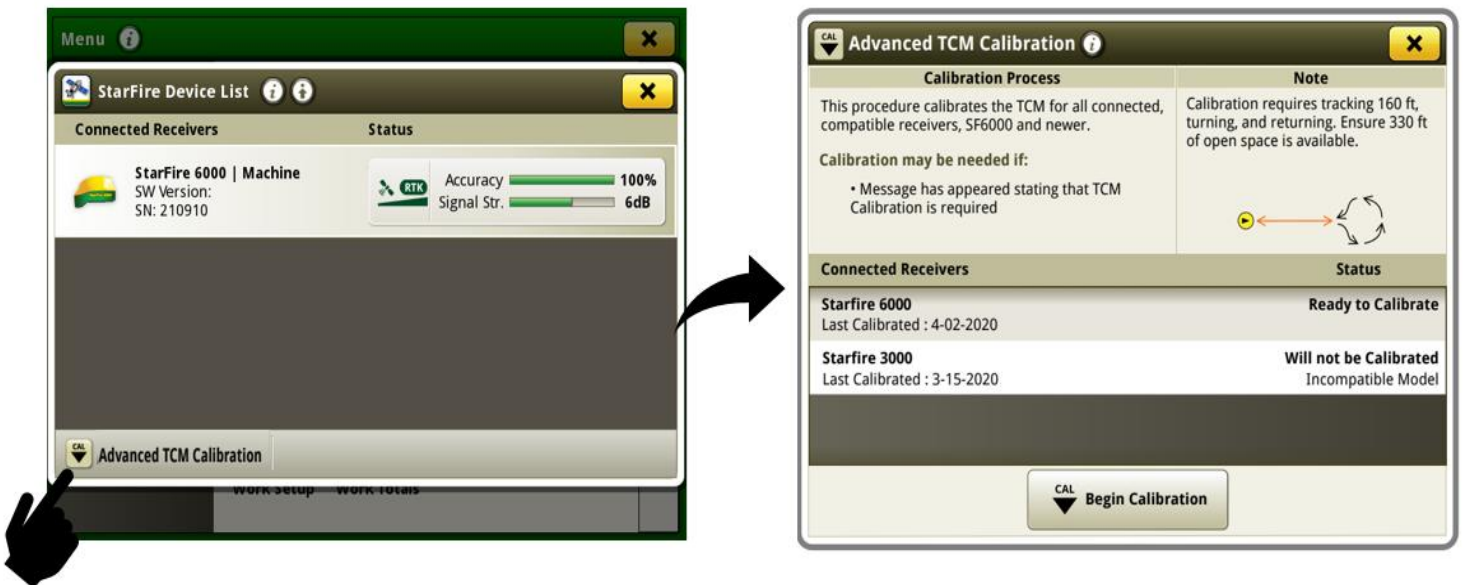 Menu
StarFire Device List
Connected Receivers Status
StarFire 6000 | Machine
SW Version:
SN: 210910
RTK
Accuracy 100%
Signal Str. 6dB
CAL
Advanced TCM Calibration
Work Setup Work Totals
CAL
Advanced TCM Calibration
Calibration Process
This procedure calibrates the TCM for all connected,
compatible receivers, SF6000 and newer.
Calibration may be needed if:
• Message has appeared stating that TCM
Calibration is required
Note
Calibration requires tracking 160 ft,
turning, and returning. Ensure 330 ft
of open space is available.
Connected Receivers Status
Starfire 6000 Ready to Calibrate
Last Calibrated : 4-02-2020
Starfire 3000 Will not be Calibrated
Last Calibrated : 3-15-2020 Incompatible Model
CAL
Begin Calibration